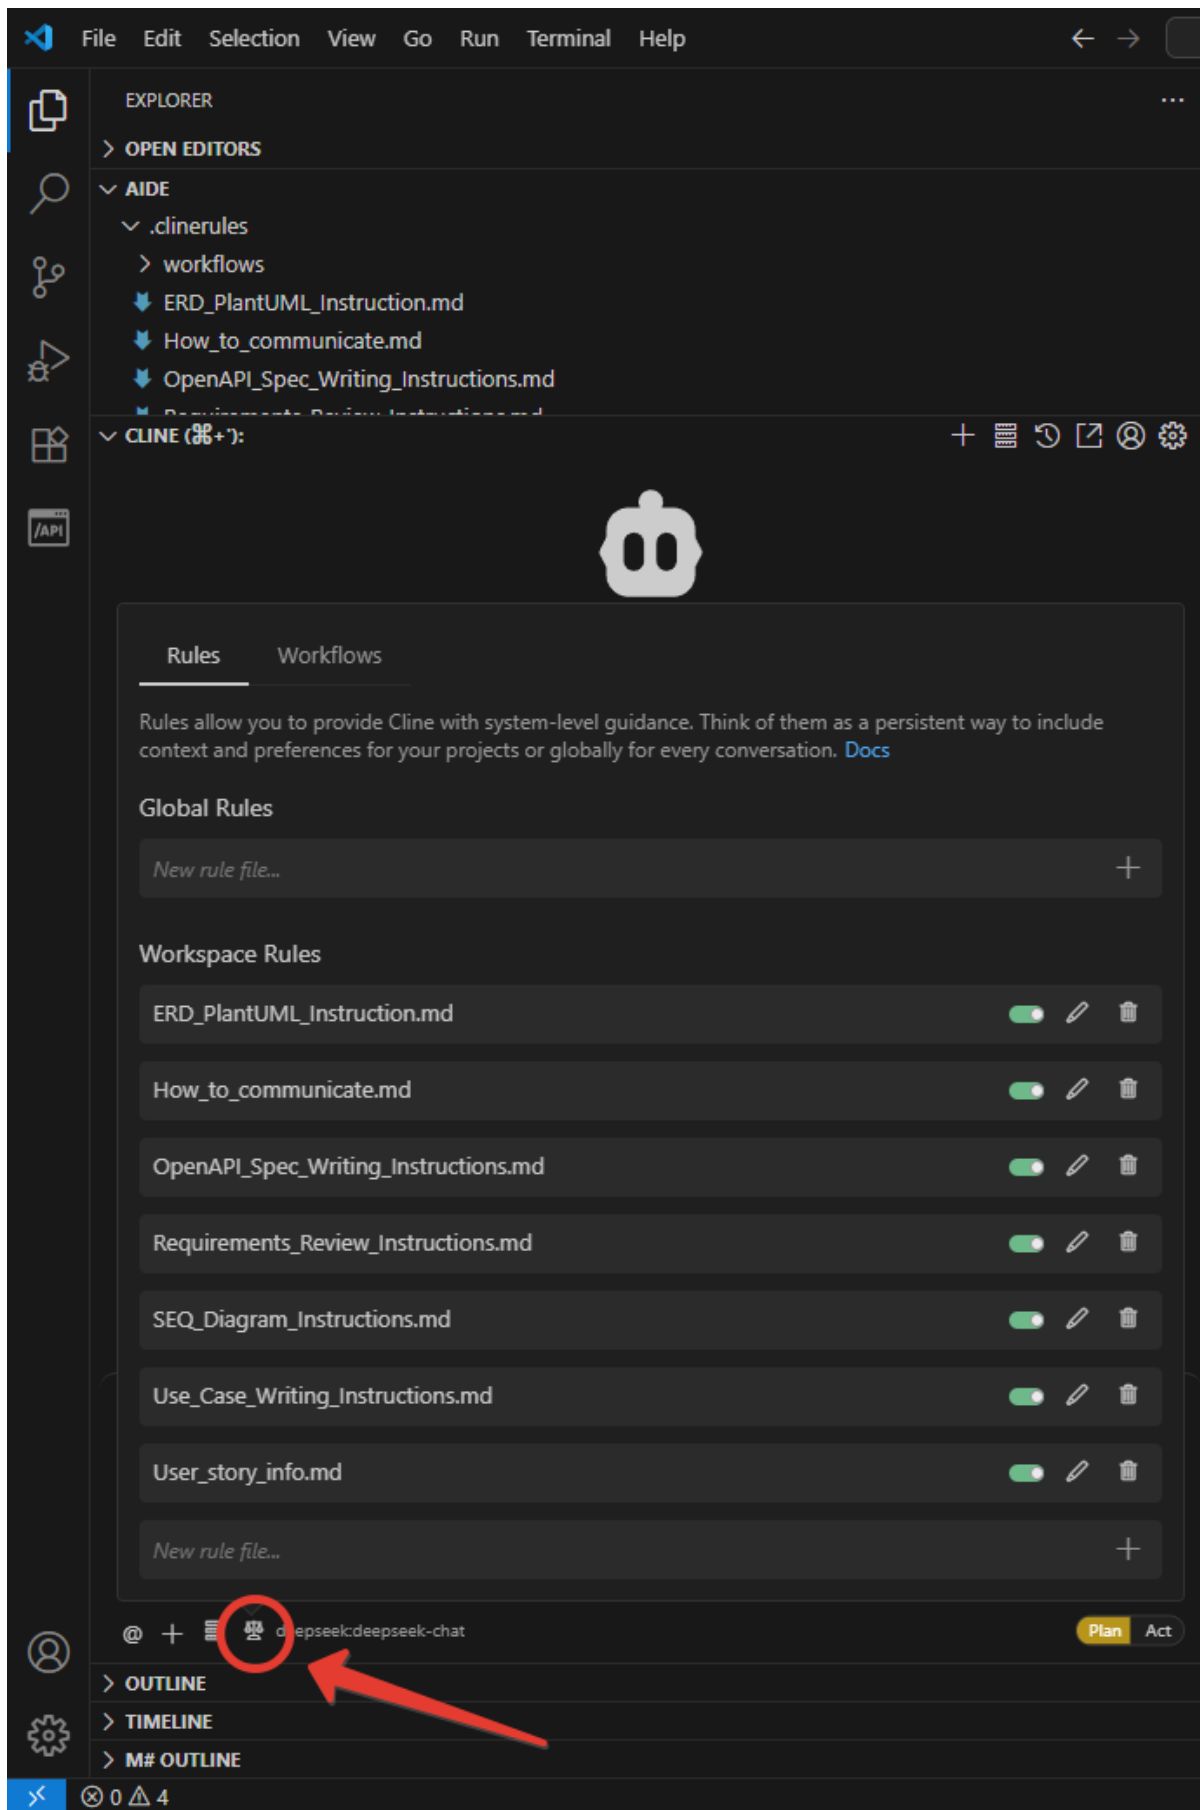 File Edit Selection View Go Run Terminal Help
EXPLORER
OPEN EDITORS
AIDE
.clinerules
workflows
ERD_PlantUML_Instruction.md
How_to_communicate.md
OpenAPI_Spec_Writing_Instructions.md
Requirements_Review_Instructions.md
CLINE (⌘+'):
/API
Rules Workflows
Rules allow you to provide Cline with system-level guidance. Think of them as a persistent way to include
context and preferences for your projects or globally for every conversation. Docs
Global Rules
New rule file...
Workspace Rules
ERD_PlantUML_Instruction.md
How_to_communicate.md
OpenAPI_Spec_Writing_Instructions.md
Requirements_Review_Instructions.md
SEQ_Diagram_Instructions.md
Use_Case_Writing_Instructions.md
User_story_info.md
New rule file...
@ deepseek:deepseek-chat Plan Act
OUTLINE
TIMELINE
M# OUTLINE
0 4